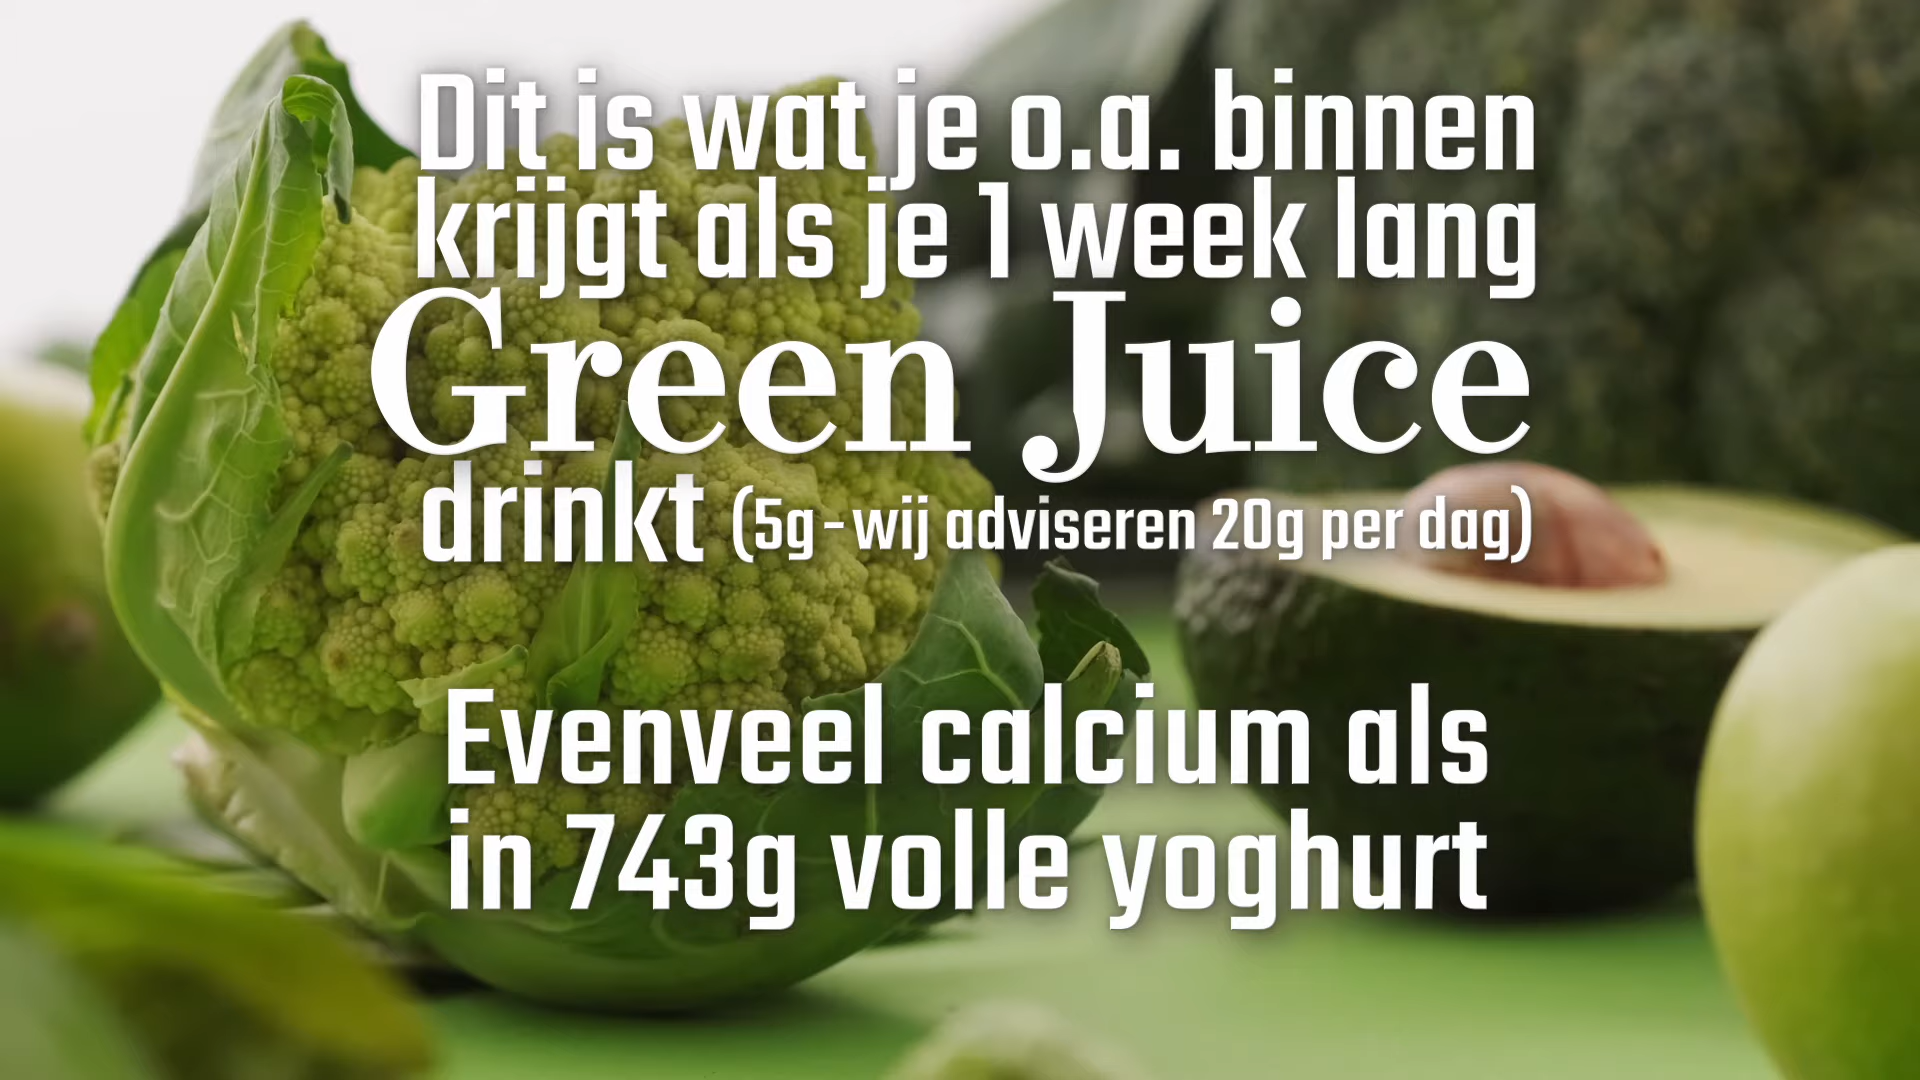 Dit is wat je o.a. binnen
krijgt als je 1 week lang
Green Juice
drinkt (5g - wij adviseren 20g per dag)
Evenveel calcium als
in 743g volle yoghurt